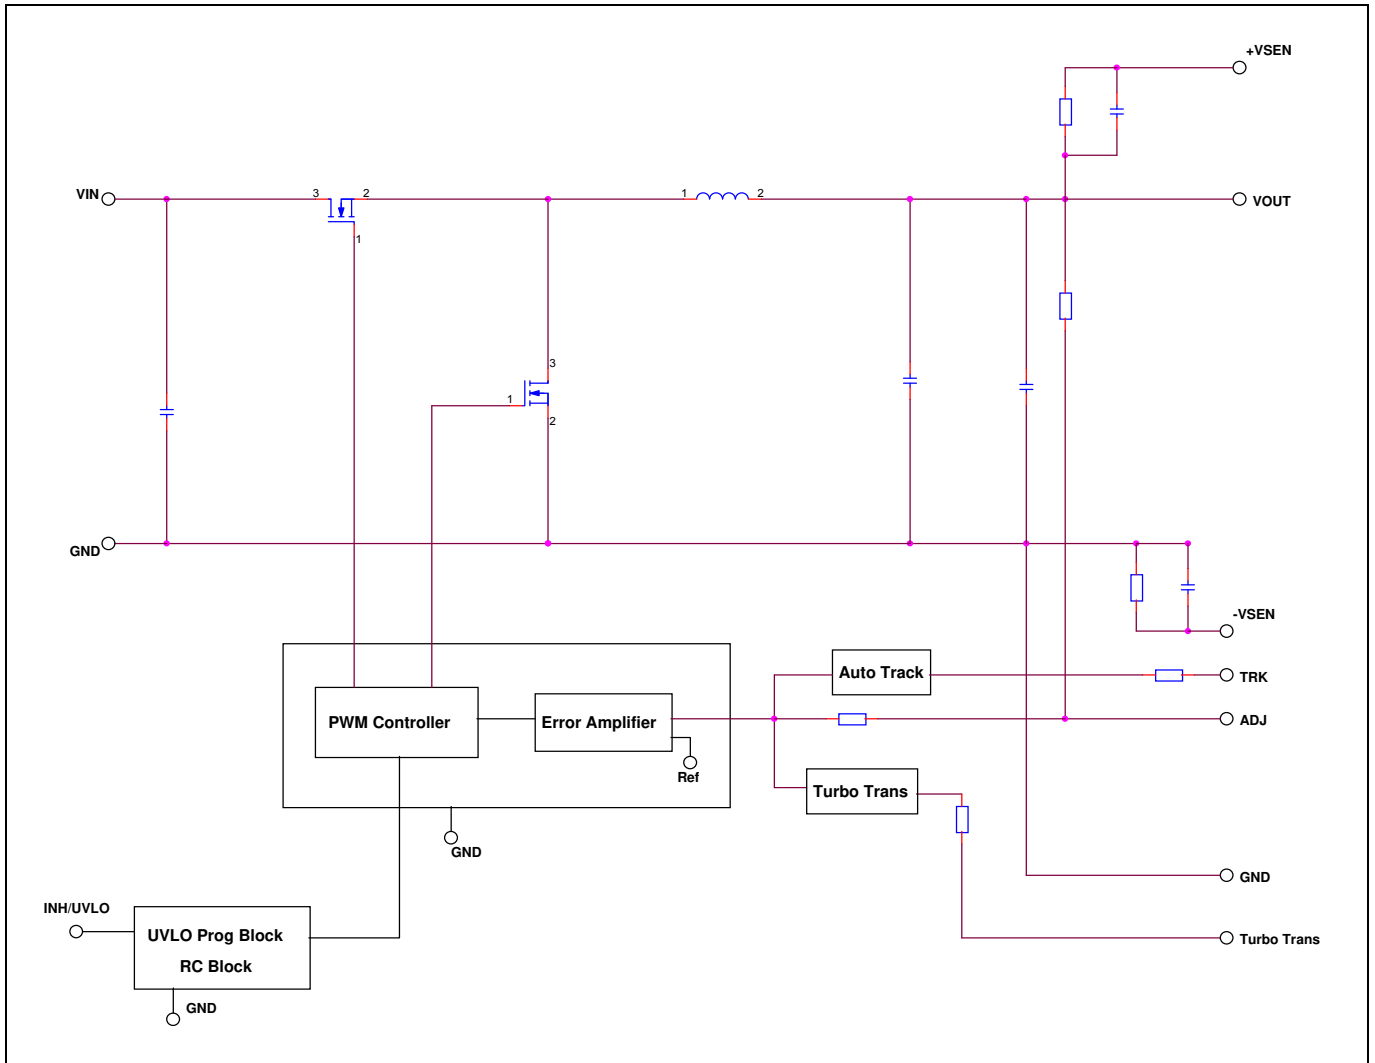 +VSEN
VIN
3
2
1
1
2
VOUT
3
1
2
GND
-VSEN
Auto Track
TRK
PWM Controller
Error Amplifier
ADJ
Ref
Turbo Trans
GND
GND
INH/UVLO
UVLO Prog Block
RC Block
Turbo Trans
GND